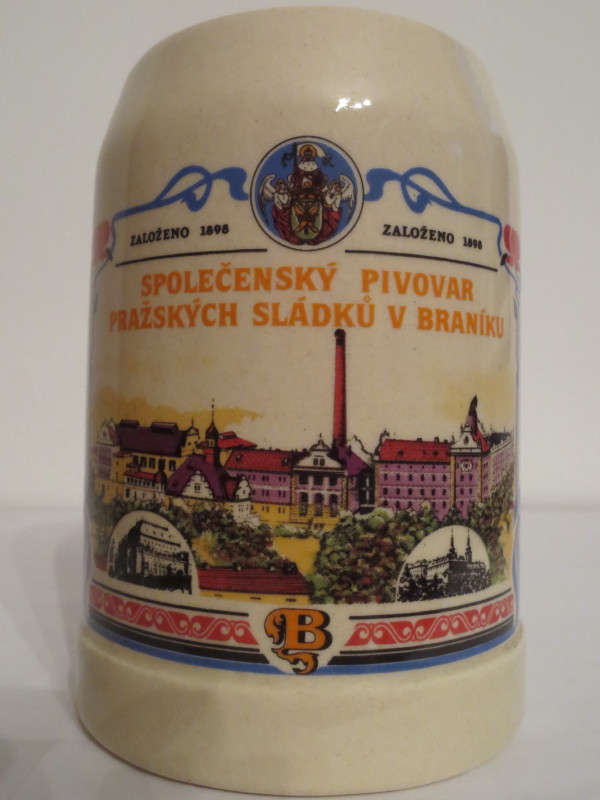 ZALOŽENO 1898
ZALOŽENO 1898
SPOLEČENSKÝ PIVOVAR
PRAŽSKÝCH SLÁDKŮ V BRANÍKU
B